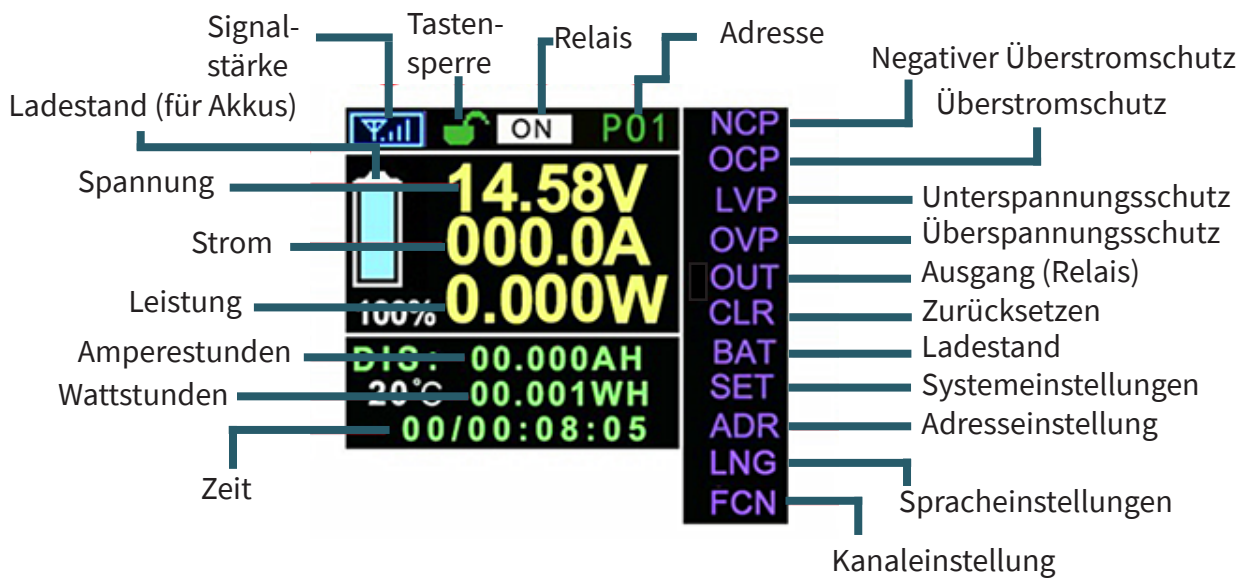 Signal-
stärke
Tasten-
sperre
Relais
Adresse
Ladestand (für Akkus)
Spannung
Strom
Leistung
Amperestunden
Wattstunden
Zeit
ON P01
14.58V
000.0A
100% 0.000W
DIS: 00.000AH
20°C 00.001WH
00/00:08:05
NCP
OCP
LVP
OVP
OUT
CLR
BAT
SET
ADR
LNG
FCN
Negativer Überstromschutz
Überstromschutz
Unterspannungsschutz
Überspannungsschutz
Ausgang (Relais)
Zurücksetzen
Ladestand
Systemeinstellungen
Adresseinstellung
Spracheinstellungen
Kanaleinstellung